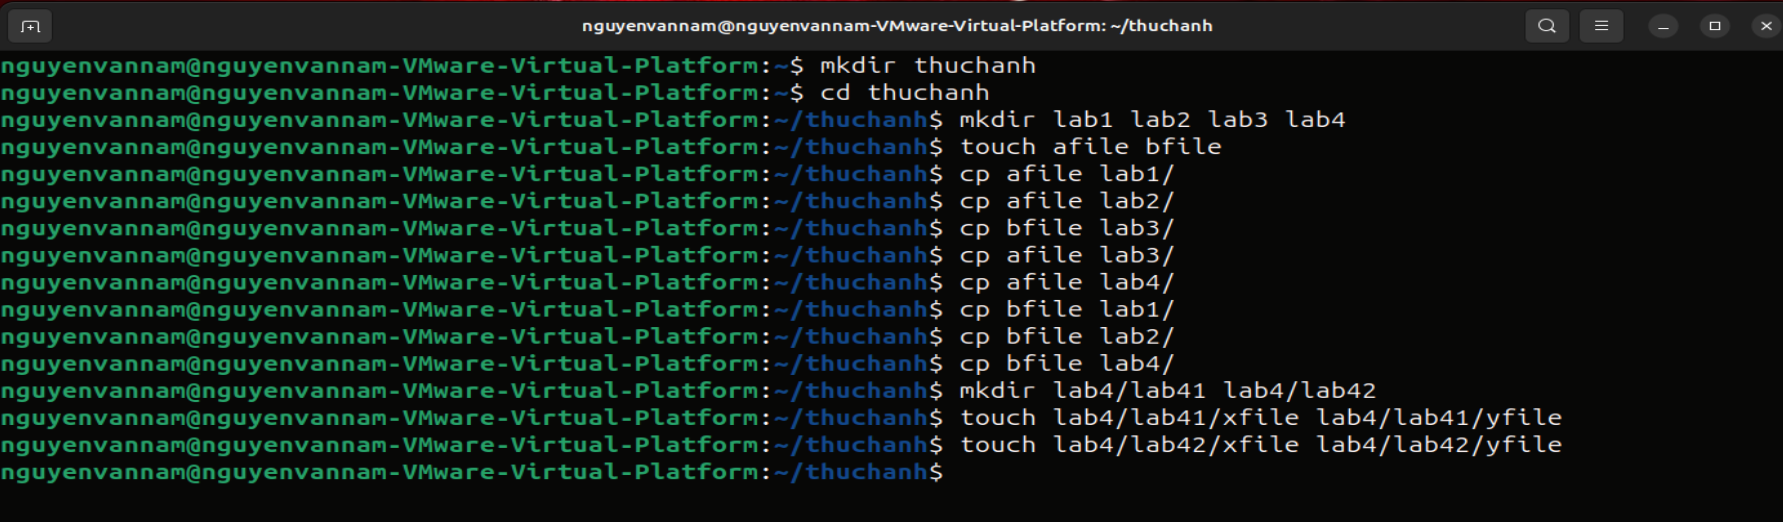 nguyenvannam@nguyenvannam-VMware-Virtual-Platform: ~/thuchanh
nguyenvannam@nguyenvannam-VMware-Virtual-Platform:~$ mkdir thuchanh
nguyenvannam@nguyenvannam-VMware-Virtual-Platform:~$ cd thuchanh
nguyenvannam@nguyenvannam-VMware-Virtual-Platform:~/thuchanh$ mkdir lab1 lab2 lab3 lab4
nguyenvannam@nguyenvannam-VMware-Virtual-Platform:~/thuchanh$ touch afile bfile
nguyenvannam@nguyenvannam-VMware-Virtual-Platform:~/thuchanh$ cp afile lab1/
nguyenvannam@nguyenvannam-VMware-Virtual-Platform:~/thuchanh$ cp afile lab2/
nguyenvannam@nguyenvannam-VMware-Virtual-Platform:~/thuchanh$ cp bfile lab3/
nguyenvannam@nguyenvannam-VMware-Virtual-Platform:~/thuchanh$ cp afile lab3/
nguyenvannam@nguyenvannam-VMware-Virtual-Platform:~/thuchanh$ cp afile lab4/
nguyenvannam@nguyenvannam-VMware-Virtual-Platform:~/thuchanh$ cp bfile lab1/
nguyenvannam@nguyenvannam-VMware-Virtual-Platform:~/thuchanh$ cp bfile lab2/
nguyenvannam@nguyenvannam-VMware-Virtual-Platform:~/thuchanh$ cp bfile lab4/
nguyenvannam@nguyenvannam-VMware-Virtual-Platform:~/thuchanh$ mkdir lab4/lab41 lab4/lab42
nguyenvannam@nguyenvannam-VMware-Virtual-Platform:~/thuchanh$ touch lab4/lab41/xfile lab4/lab41/yfile
nguyenvannam@nguyenvannam-VMware-Virtual-Platform:~/thuchanh$ touch lab4/lab42/xfile lab4/lab42/yfile
nguyenvannam@nguyenvannam-VMware-Virtual-Platform:~/thuchanh$